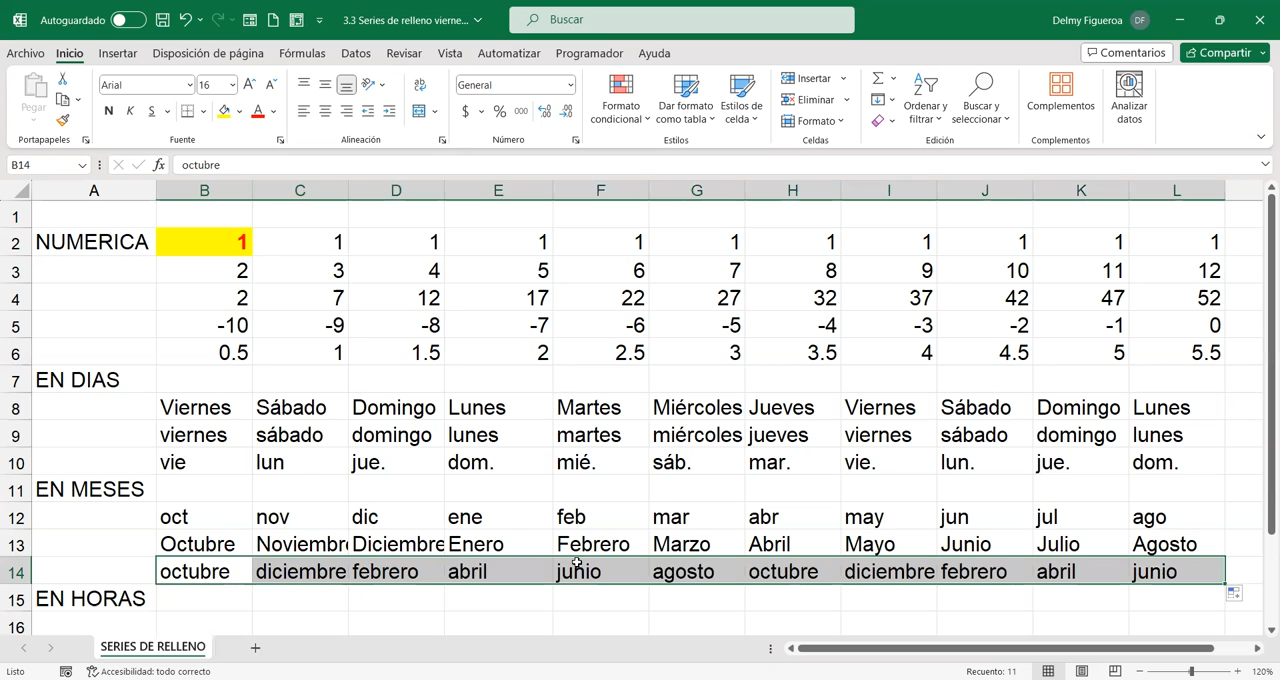 Autoguardado 3.3 Series de relleno vierne... Buscar Delmy Figueroa DF
Archivo Inicio Insertar Disposición de página Fórmulas Datos Revisar Vista Automatizar Programador Ayuda Comentarios Compartir
Pegar Arial 16 General Formato condicional Dar formato como tabla Estilos de celda Insertar Eliminar Formato Ordenar y filtrar Buscar y seleccionar Complementos Analizar datos
N K S $ % 000
Portapapeles Fuente Alineación Número Estilos Celdas Edición Complementos
B14 fx octubre
A B C D E F G H I J K L
1
2 NUMERICA 1 1 1 1 1 1 1 1 1 1 1
3 2 3 4 5 6 7 8 9 10 11 12
4 2 7 12 17 22 27 32 37 42 47 52
5 -10 -9 -8 -7 -6 -5 -4 -3 -2 -1 0
6 0.5 1 1.5 2 2.5 3 3.5 4 4.5 5 5.5
7 EN DIAS
8 Viernes Sábado Domingo Lunes Martes Miércoles Jueves Viernes Sábado Domingo Lunes
9 viernes sábado domingo lunes martes miércoles jueves viernes sábado domingo lunes
10 vie lun jue. dom. mié. sáb. mar. vie. lun. jue. dom.
11 EN MESES
12 oct nov dic ene feb mar abr may jun jul ago
13 Octubre Noviembre Diciembre Enero Febrero Marzo Abril Mayo Junio Julio Agosto
14 octubre diciembre febrero abril junio agosto octubre diciembre febrero abril junio
15 EN HORAS
16
SERIES DE RELLENO
Listo Accesibilidad: todo correcto Recuento: 11 120%